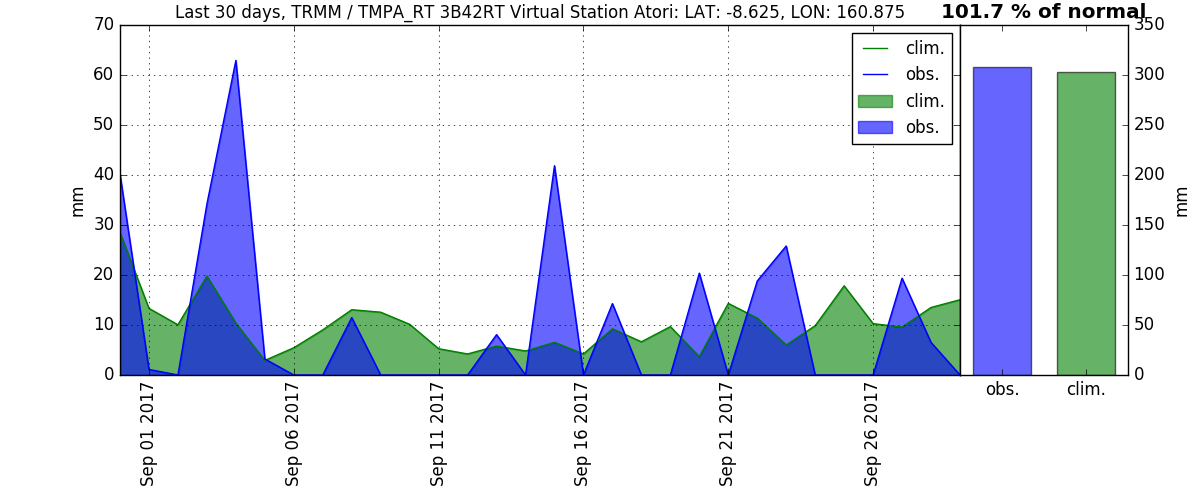 Last 30 days, TRMM / TMPA_RT 3B42RT Virtual Station Atori: LAT: -8.625, LON: 160.875
101.7 % of normal
70
60
50
40
30
20
10
0
mm
clim.
obs.
clim.
obs.
350
300
250
200
150
100
50
0
mm
Sep 01 2017
Sep 06 2017
Sep 11 2017
Sep 16 2017
Sep 21 2017
Sep 26 2017
obs.
clim.